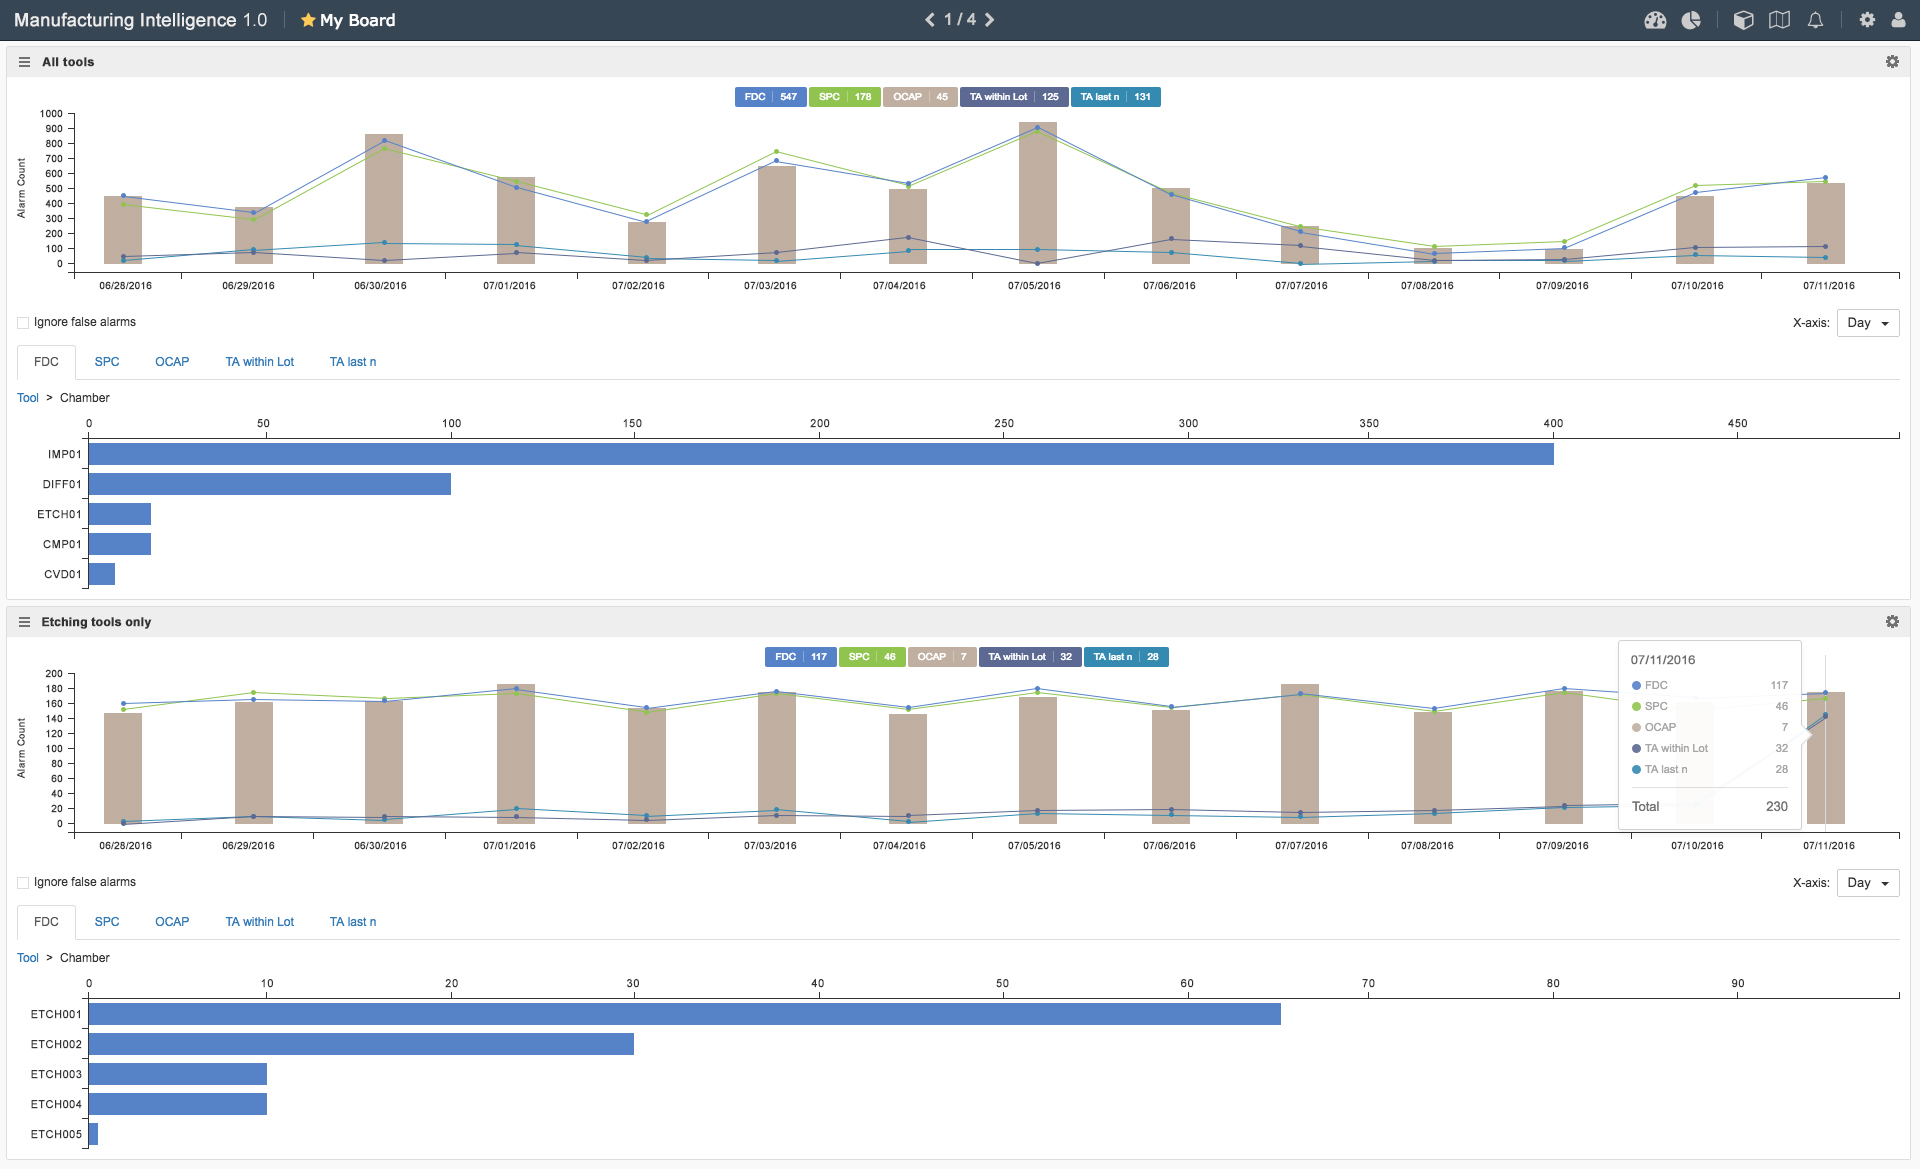 Manufacturing Intelligence 1.0 My Board 1 / 4
All tools
FDC 547 SPC 178 OCAP 45 TA within Lot 125 TA last n 131
Alarm Count
1000
900
800
700
600
500
400
300
200
100
0
06/28/2016 06/29/2016 06/30/2016 07/01/2016 07/02/2016 07/03/2016 07/04/2016 07/05/2016 07/06/2016 07/07/2016 07/08/2016 07/09/2016 07/10/2016 07/11/2016
Ignore false alarms X-axis: Day
FDC SPC OCAP TA within Lot TA last n
Tool > Chamber
0 50 100 150 200 250 300 350 400 450
IMP01
DIFF01
ETCH01
CMP01
CVD01
Etching tools only
FDC 117 SPC 46 OCAP 7 TA within Lot 32 TA last n 28
Alarm Count
200
180
160
140
120
100
80
60
40
20
0
07/11/2016
FDC 117
SPC 46
OCAP 7
TA within Lot 32
TA last n 28
Total 230
06/28/2016 06/29/2016 06/30/2016 07/01/2016 07/02/2016 07/03/2016 07/04/2016 07/05/2016 07/06/2016 07/07/2016 07/08/2016 07/09/2016 07/10/2016 07/11/2016
Ignore false alarms X-axis: Day
FDC SPC OCAP TA within Lot TA last n
Tool > Chamber
0 10 20 30 40 50 60 70 80 90
ETCH001
ETCH002
ETCH003
ETCH004
ETCH005